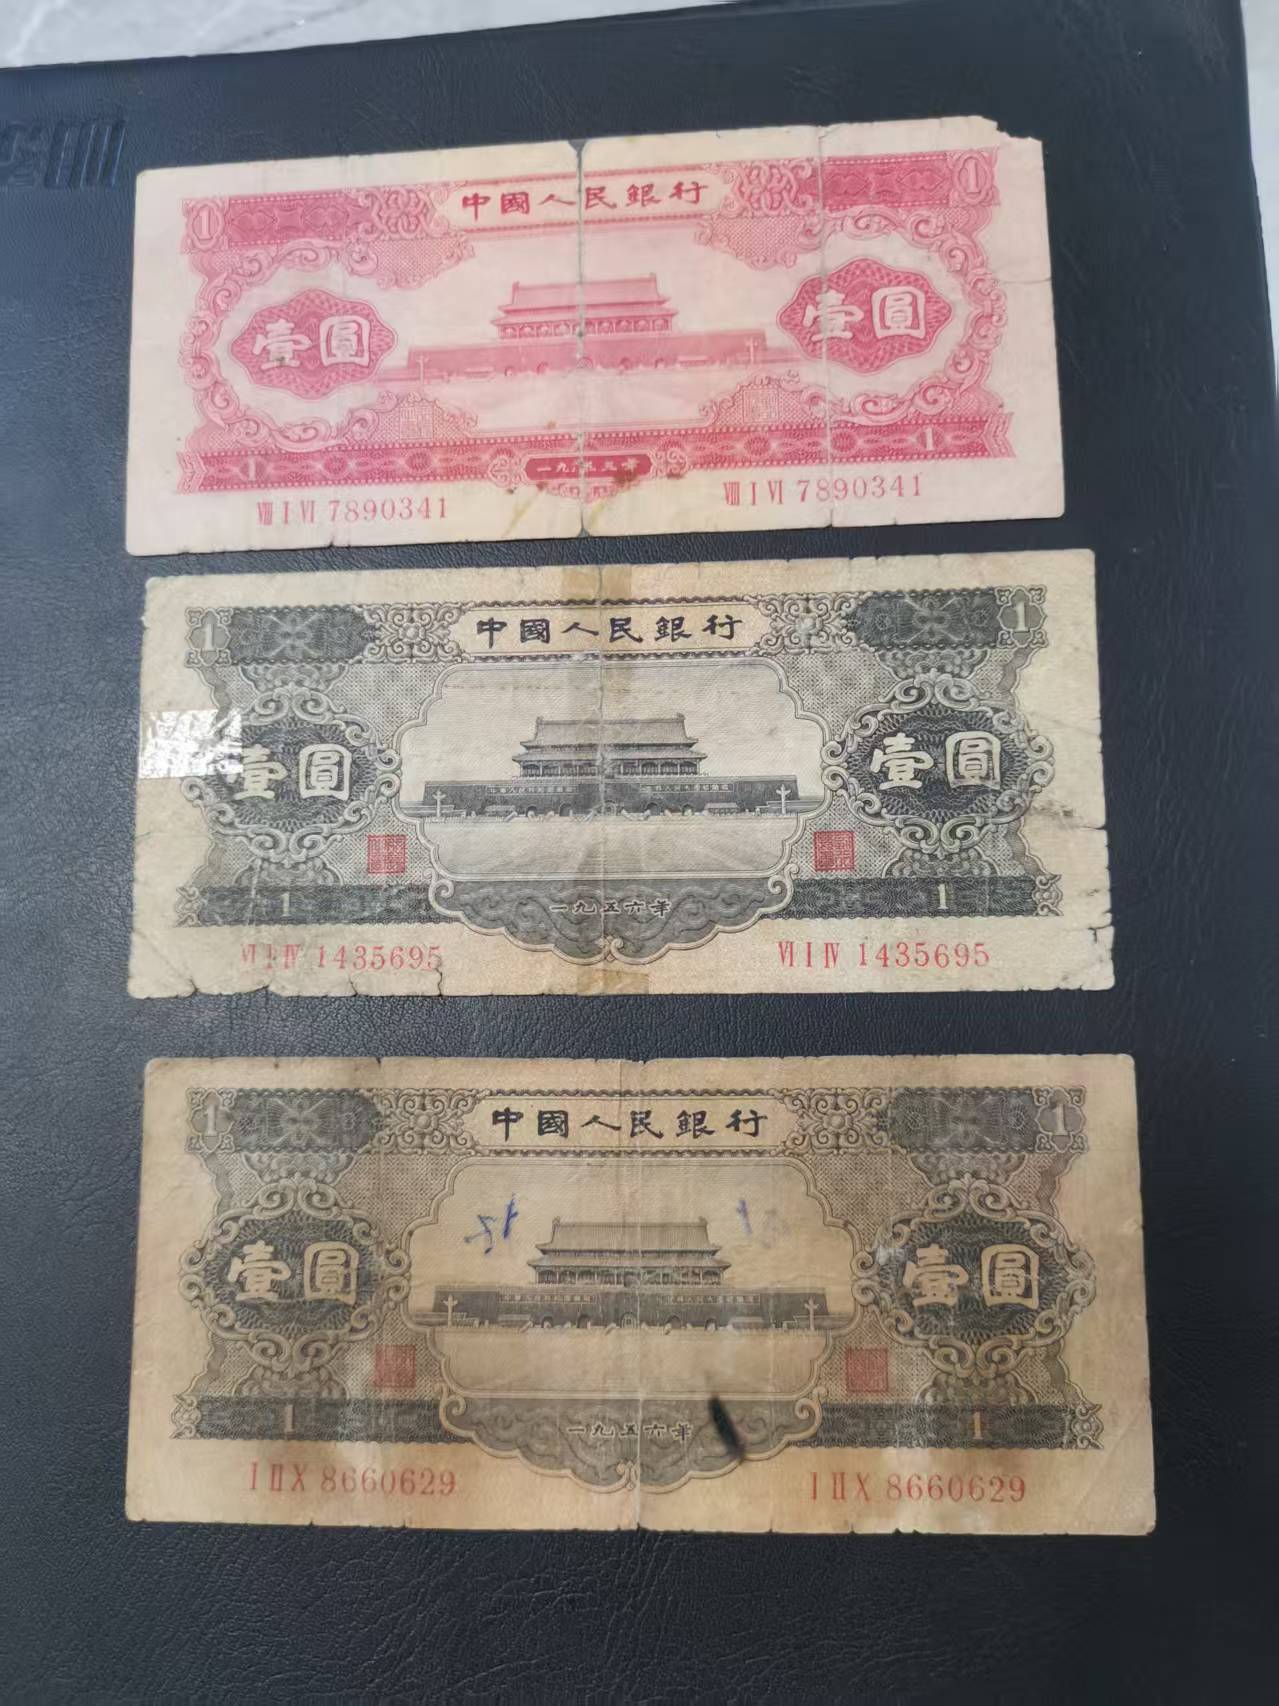 1 中國人民銀行 1
壹圓 壹圓
1 一九五三年 1
VIII I VI 7890341 VIII I VI 7890341
1 中國人民銀行 1
壹圓 壹圓
1 一九五六年 1
VI I IV 1435695 VI I IV 1435695
1 中國人民銀行 1
壹圓 壹圓
1 一九五六年 1
I II X 8660629 I II X 8660629